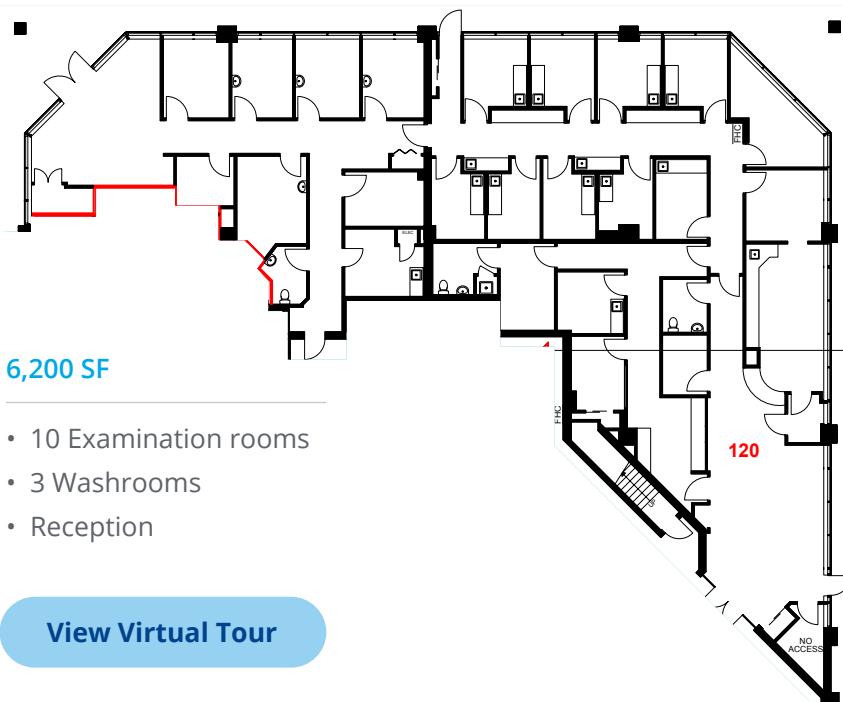 FHC
ELEC
6,200 SF
• 10 Examination rooms
• 3 Washrooms
• Reception
FHC
120
View Virtual Tour
NO
ACCESS